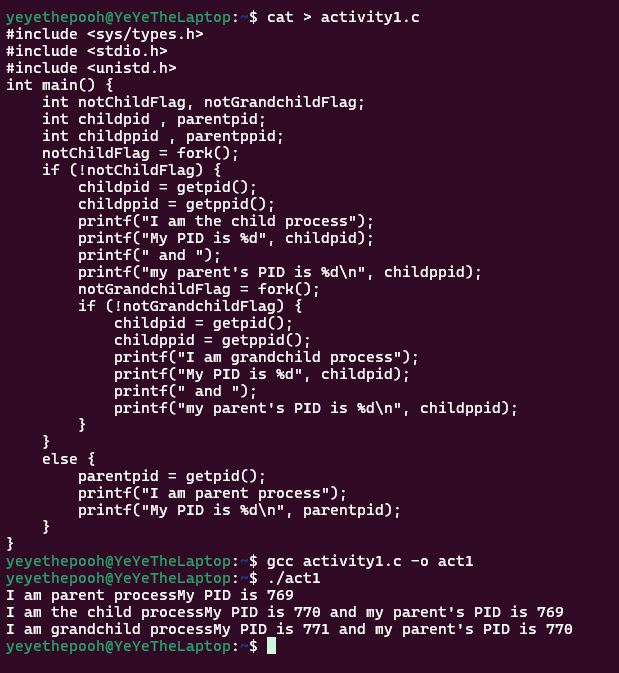 yeyethepooh@YeYeTheLaptop:~$ cat > activity1.c
#include <sys/types.h>
#include <stdio.h>
#include <unistd.h>
int main() {
    int notChildFlag, notGrandchildFlag;
    int childpid , parentpid;
    int childppid , parentppid;
    notChildFlag = fork();
    if (!notChildFlag) {
        childpid = getpid();
        childppid = getppid();
        printf("I am the child process");
        printf("My PID is %d", childpid);
        printf(" and ");
        printf("my parent's PID is %d\n", childppid);
        notGrandchildFlag = fork();
        if (!notGrandchildFlag) {
            childpid = getpid();
            childppid = getppid();
            printf("I am grandchild process");
            printf("My PID is %d", childpid);
            printf(" and ");
            printf("my parent's PID is %d\n", childppid);
        }
    }
    else {
        parentpid = getpid();
        printf("I am parent process");
        printf("My PID is %d\n", parentpid);
    }
}
yeyethepooh@YeYeTheLaptop:~$ gcc activity1.c -o act1
yeyethepooh@YeYeTheLaptop:~$ ./act1
I am parent processMy PID is 769
I am the child processMy PID is 770 and my parent's PID is 769
I am grandchild processMy PID is 771 and my parent's PID is 770
yeyethepooh@YeYeTheLaptop:~$